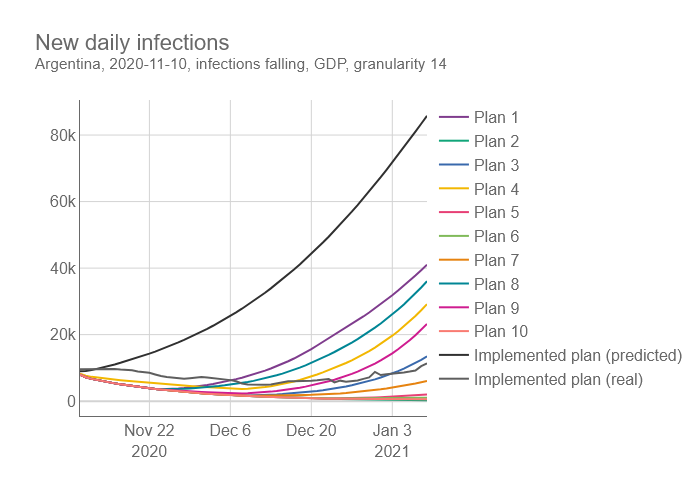 New daily infections
Argentina, 2020-11-10, infections falling, GDP, granularity 14
80k
60k
40k
20k
0
Nov 22
2020
Dec 6
Dec 20
Jan 3
2021
Plan 1
Plan 2
Plan 3
Plan 4
Plan 5
Plan 6
Plan 7
Plan 8
Plan 9
Plan 10
Implemented plan (predicted)
Implemented plan (real)